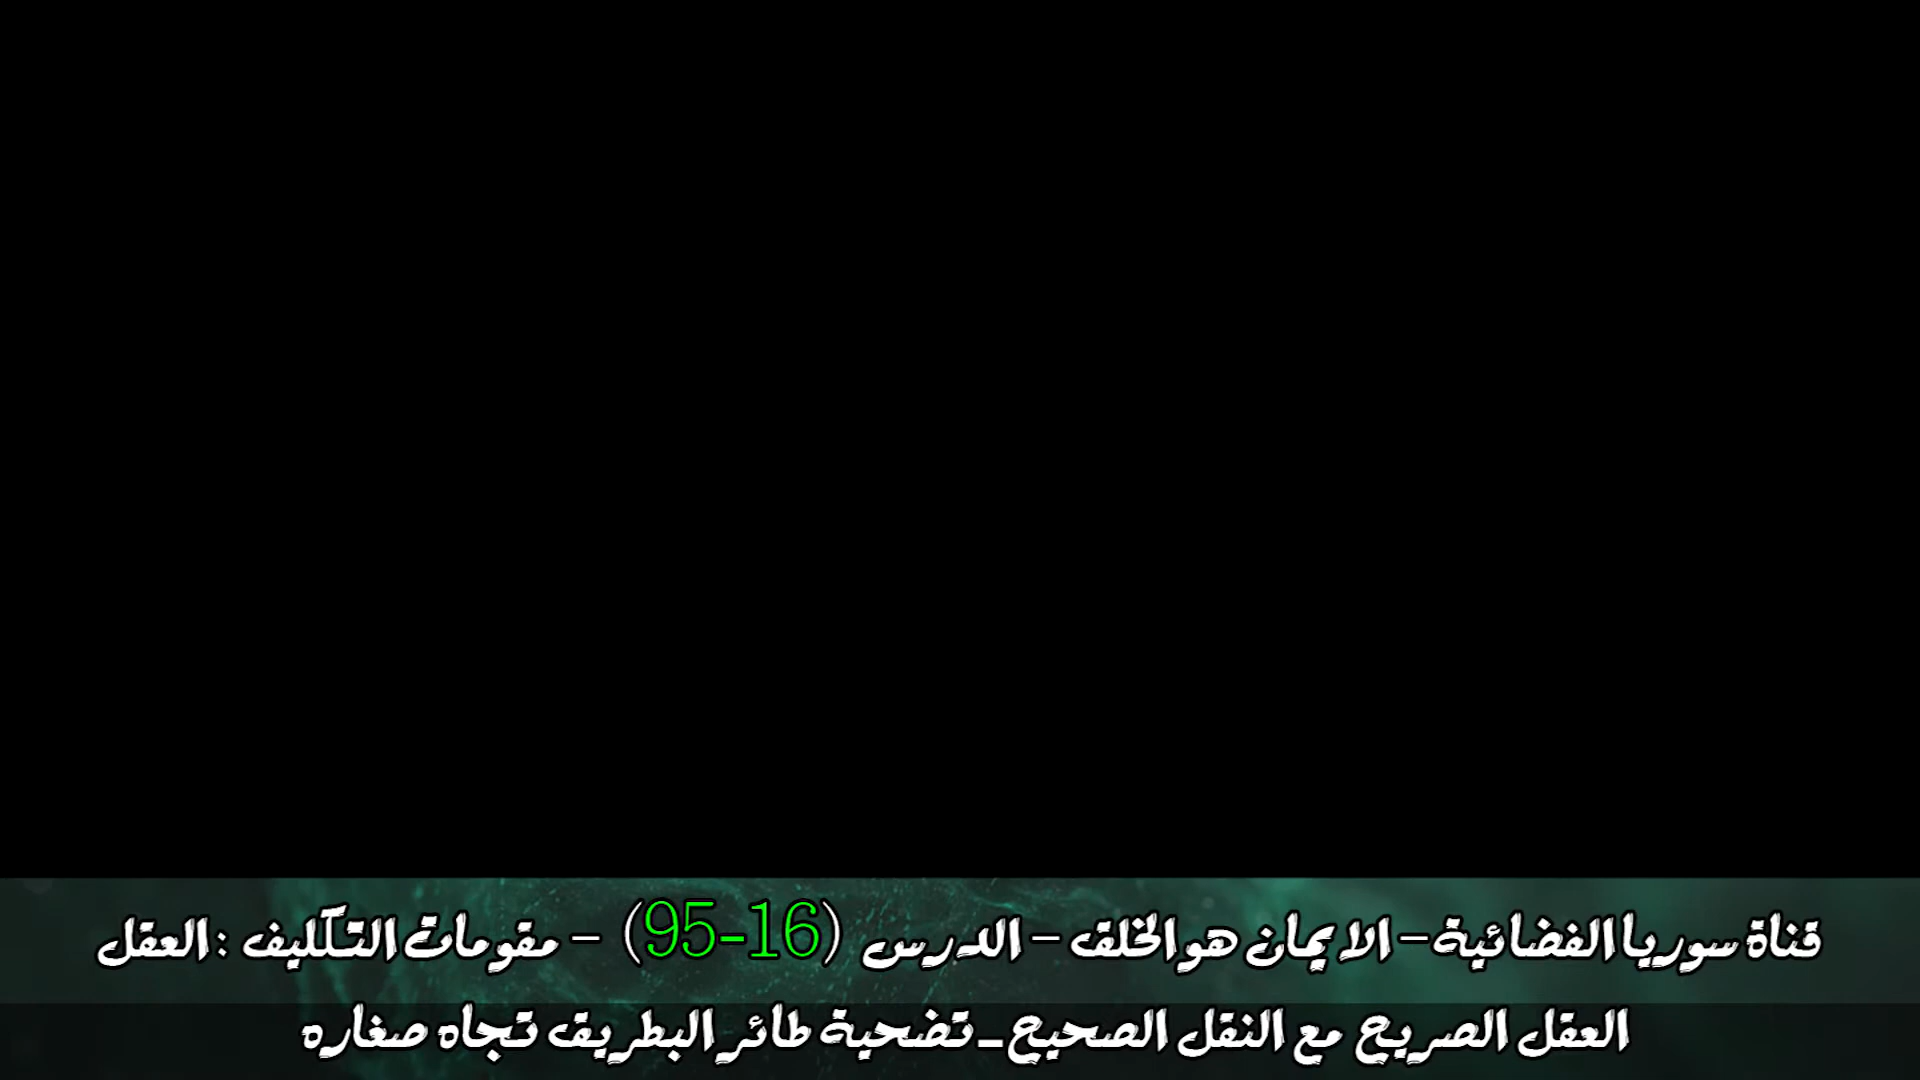 قناة سوريا الفضائية - الايمان هو الخلق - الدرس (16-95) - مقومات التكليف : العقل
العقل الصريح مع النقل الصحيح - تضحية طائر البطريق تجاه صغاره